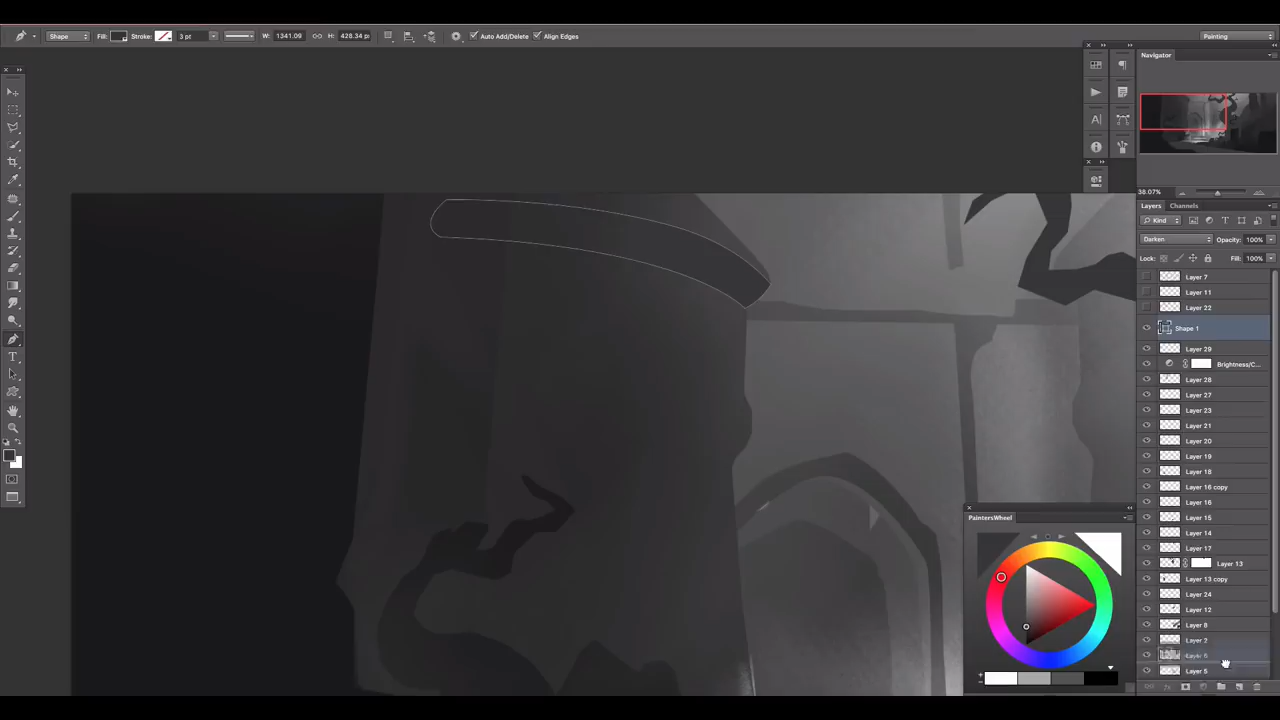 Shape Fill: Stroke: 3 pt W: 1341.09 H: 428.34 px Auto Add/Delete Align Edges Painting
Navigator
38.07%
Layers Channels
Kind
Darken Opacity: 100%
Lock: Fill: 100%
Layer 7
Layer 11
Layer 22
Shape 1
Layer 29
Brightness/C...
Layer 28
Layer 27
Layer 23
Layer 21
Layer 20
Layer 19
Layer 18
Layer 16 copy
Layer 16
Layer 15
Layer 14
Layer 17
Layer 13
Layer 13 copy
Layer 24
Layer 12
Layer 8
Layer 2
Layer 5
PaintersWheel